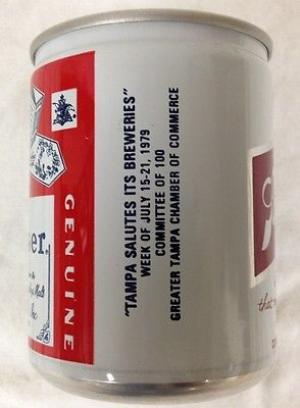 "TAMPA SALUTES ITS BREWERIES"
WEEK OF JULY 15-21, 1979
COMMITTEE OF 100
GREATER TAMPA CHAMBER OF COMMERCE
GENUINE
er.